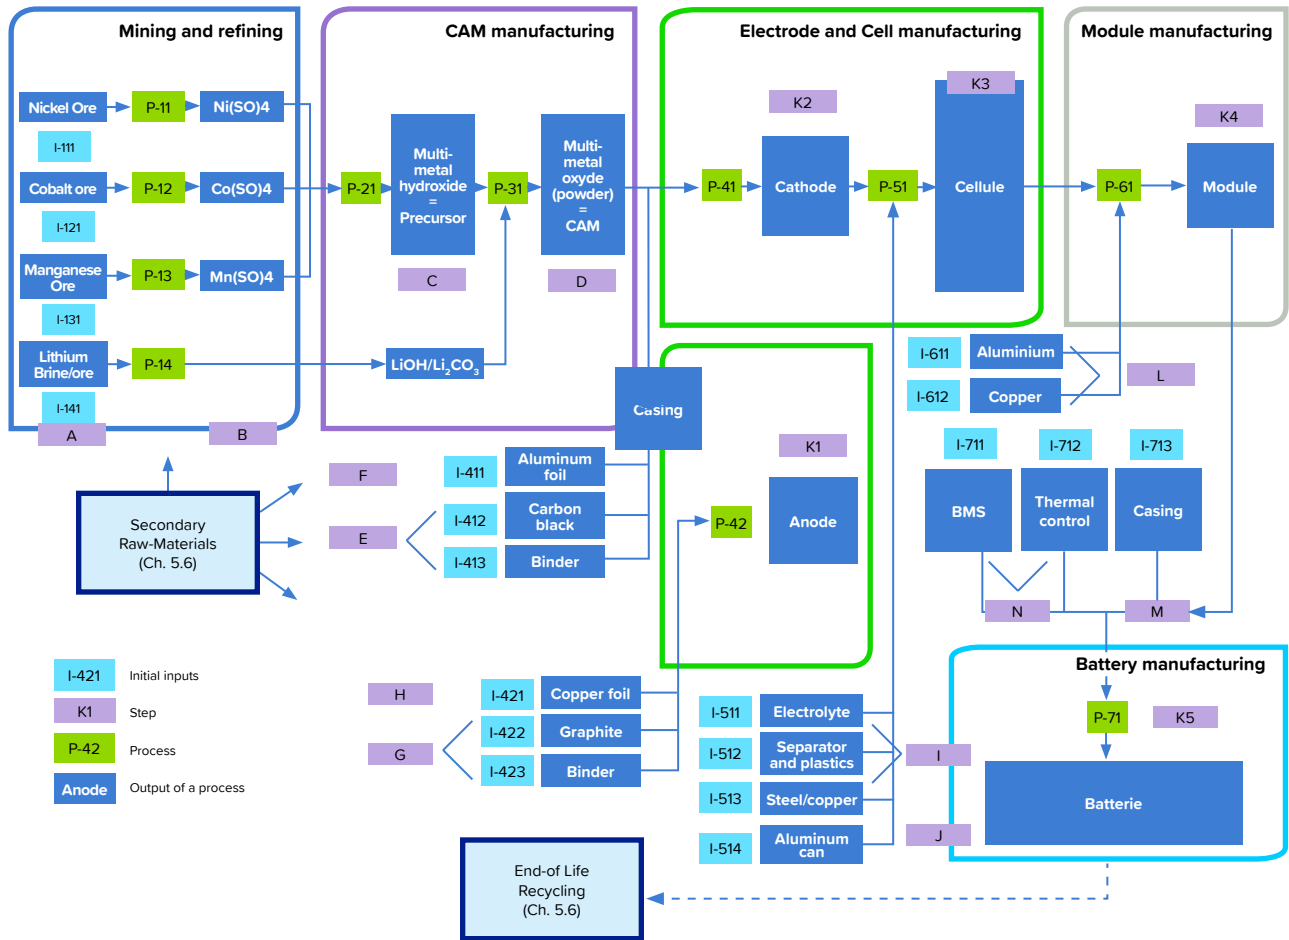 Mining and refining
CAM manufacturing
Electrode and Cell manufacturing
Module manufacturing
Nickel Ore
P-11
Ni(SO)4
I-111
Cobalt ore
P-12
Co(SO)4
I-121
Manganese
Ore
P-13
Mn(SO)4
I-131
Lithium
Brine/ore
P-14
I-141
A
B
P-21
Multi-
metal
hydroxide
=
Precursor
C
P-31
Multi-
metal
oxyde
(powder)
=
CAM
D
LiOH/Li2CO3
P-41
K2
Cathode
P-51
K3
Cellule
P-61
K4
Module
I-611
Aluminium
I-612
Copper
L
Casing
K1
P-42
Anode
I-711
BMS
I-712
Thermal
control
I-713
Casing
N
M
Secondary
Raw-Materials
(Ch. 5.6)
F
E
I-411
Aluminum
foil
I-412
Carbon
black
I-413
Binder
H
G
I-421
Copper foil
I-422
Graphite
I-423
Binder
I-511
Electrolyte
I-512
Separator
and plastics
I-513
Steel/copper
I-514
Aluminum
can
I
J
Battery manufacturing
P-71
K5
Batterie
I-421
Initial inputs
K1
Step
P-42
Process
Anode
Output of a process
End-of Life
Recycling
(Ch. 5.6)